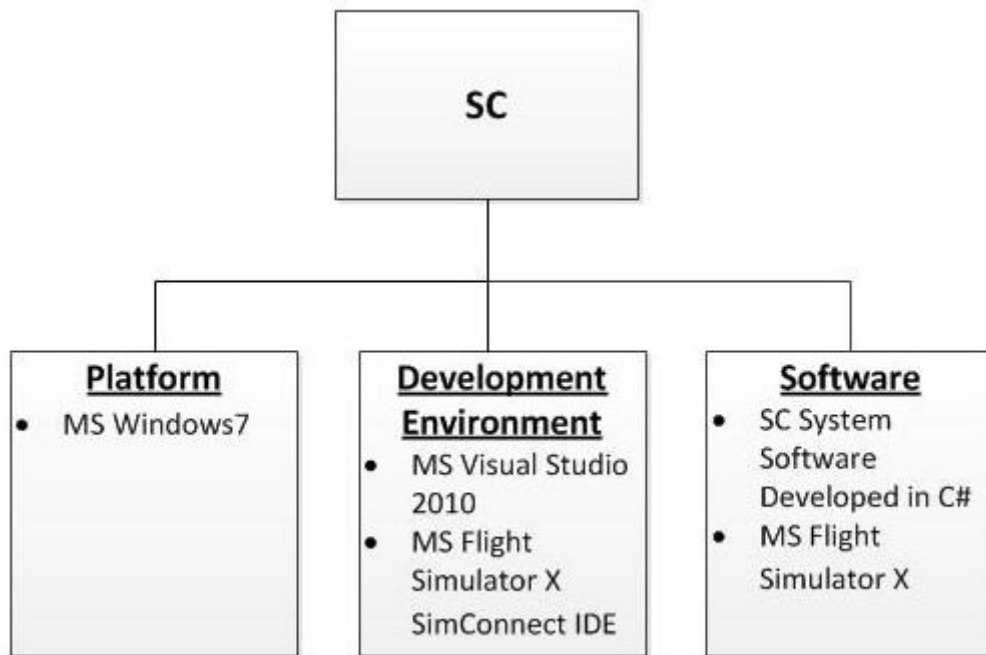 SC
Platform
• MS Windows7
Development
Environment
• MS Visual Studio
2010
• MS Flight
Simulator X
SimConnect IDE
Software
• SC System
Software
Developed in C#
• MS Flight
Simulator X